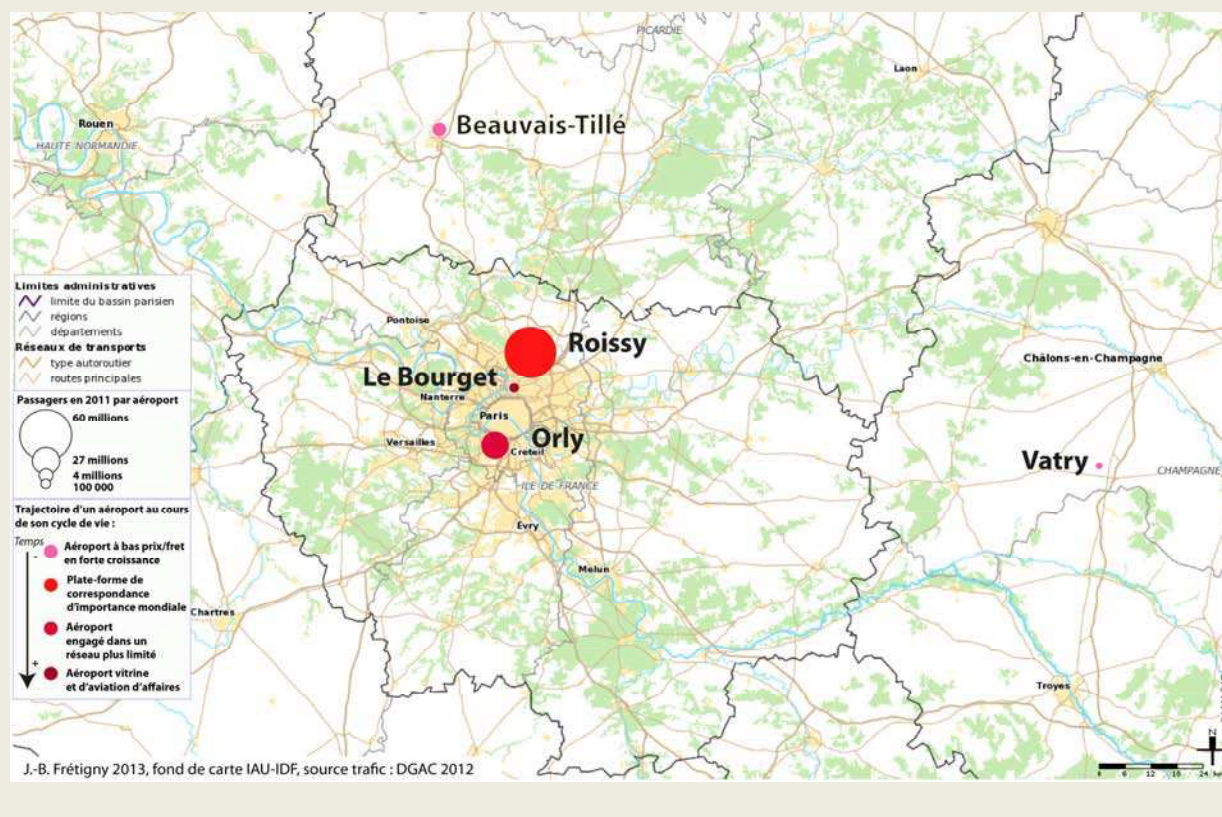 PICARDIE
Laon
Beauvais-Tillé
Rouen
HAUTE NORMANDIE
Limites administratives
limite du bassin parisien
régions
départements
Réseaux de transports
type autoroutier
routes principales
Passagers en 2011 par aéroport
60 millions
27 millions
4 millions
100 000
Trajectoire d'un aéroport au cours
de son cycle de vie :
Temps
-
Aéroport à bas prix/fret
en forte croissance
Plate-forme de
correspondance
d'importance mondiale
Aéroport
engagé dans un
réseau plus limité
+
Aéroport vitrine
et d'aviation d'affaires
Pontoise
Roissy
Le Bourget
Nanterre
Paris
Versailles
Orly
Creteil
ILE DE FRANCE
Evry
Melun
Chartres
Châlons-en-Champagne
Vatry
CHAMPAGNE
Troyes
N
6 12 18 24
J.-B. Frétigny 2013, fond de carte IAU-IDF, source trafic : DGAC 2012